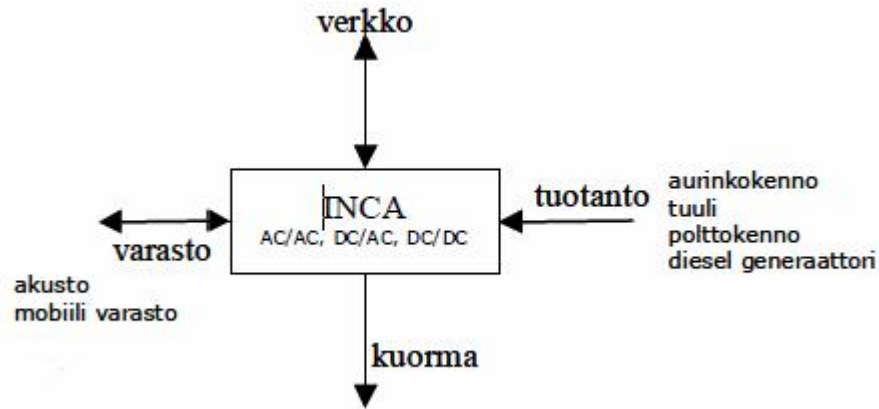 verkko
INCA
AC/AC, DC/AC, DC/DC
varasto
akusto
mobiili varasto
tuotanto
aurinkokenno
tuuli
polttokenno
diesel generaattori
kuorma